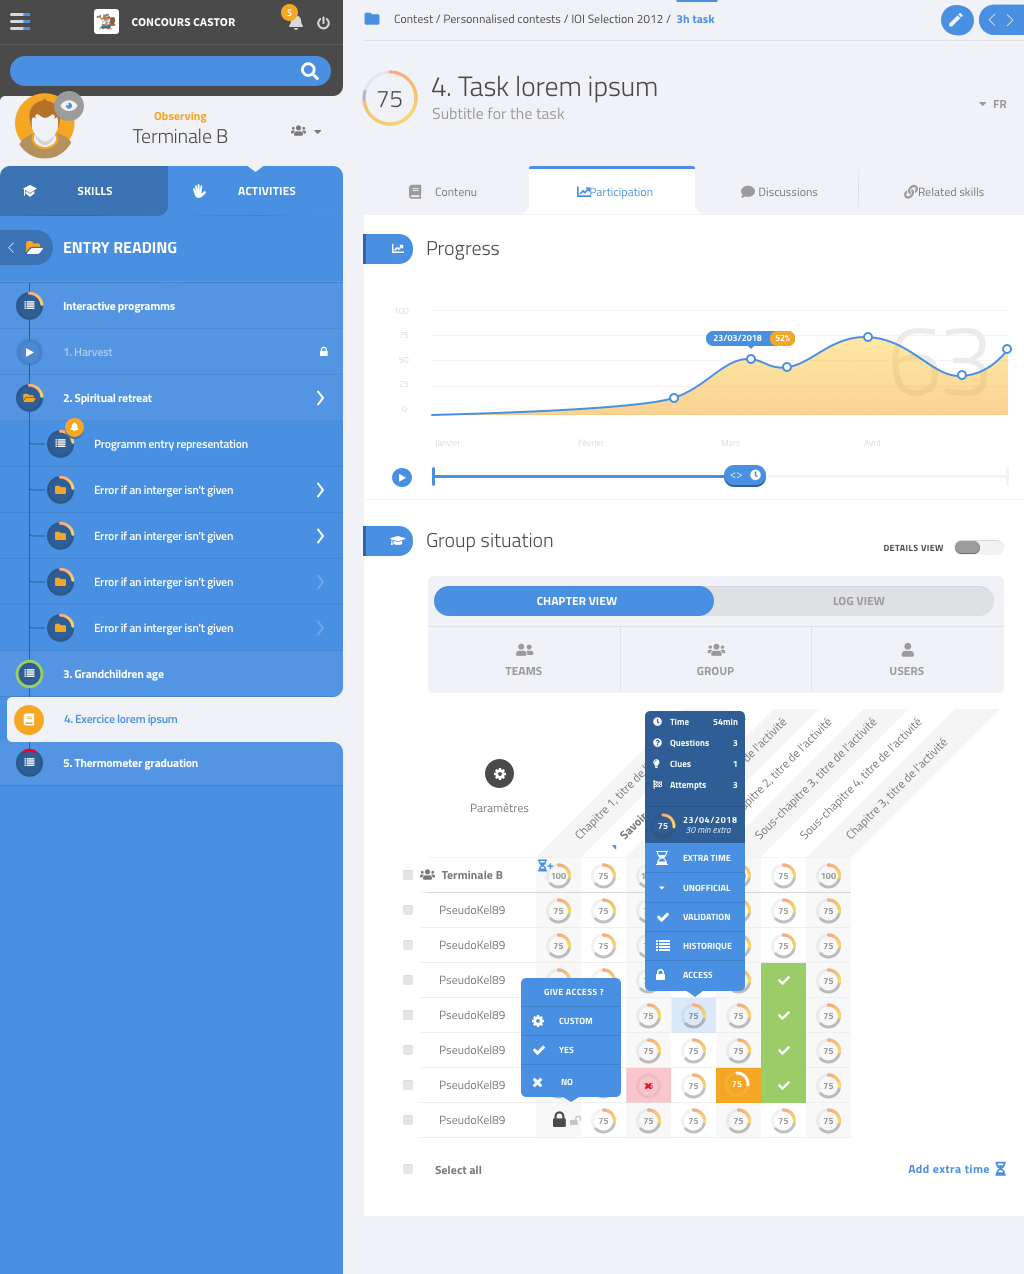 CONCOURS CASTOR
5
Observing
Terminale B
SKILLS
ACTIVITIES
ENTRY READING
Interactive programms
1. Harvest
2. Spiritual retreat
Programm entry representation
Error if an interger isn't given
Error if an interger isn't given
Error if an interger isn't given
Error if an interger isn't given
3. Grandchildren age
4. Exercice lorem ipsum
5. Thermometer graduation
Contest / Personnalised contests / IOI Selection 2012 / 3h task
75
4. Task lorem ipsum
Subtitle for the task
FR
Contenu
Participation
Discussions
Related skills
Progress
100
75
50
25
0
23/03/2018 52%
63
Janvier
Février
Mars
Avril
<>
Group situation
DETAILS VIEW
CHAPTER VIEW
LOG VIEW
TEAMS
GROUP
USERS
Paramètres
Chapitre 1, titre de l
Savoir
pitre 2, titre de l'activité
Sous-chapitre 3, titre de l'activité
Sous-chapitre 4, titre de l'activité
Chapitre 3, titre de l'activité
Time 54min
Questions 3
Clues 1
Attempts 3
75
23/04/2018
30 min extra
EXTRA TIME
UNOFFICIAL
VALIDATION
HISTORIQUE
ACCESS
Terminale B 100 75 75 100
PseudoKel89 75 75 75 75
PseudoKel89 75 75 75 75
PseudoKel89 75
PseudoKel89 75 75 75 75
PseudoKel89 75 75 75 75
PseudoKel89 75 75 75
PseudoKel89 75 75 75 75 75 75
GIVE ACCESS ?
CUSTOM
YES
NO
Select all
Add extra time